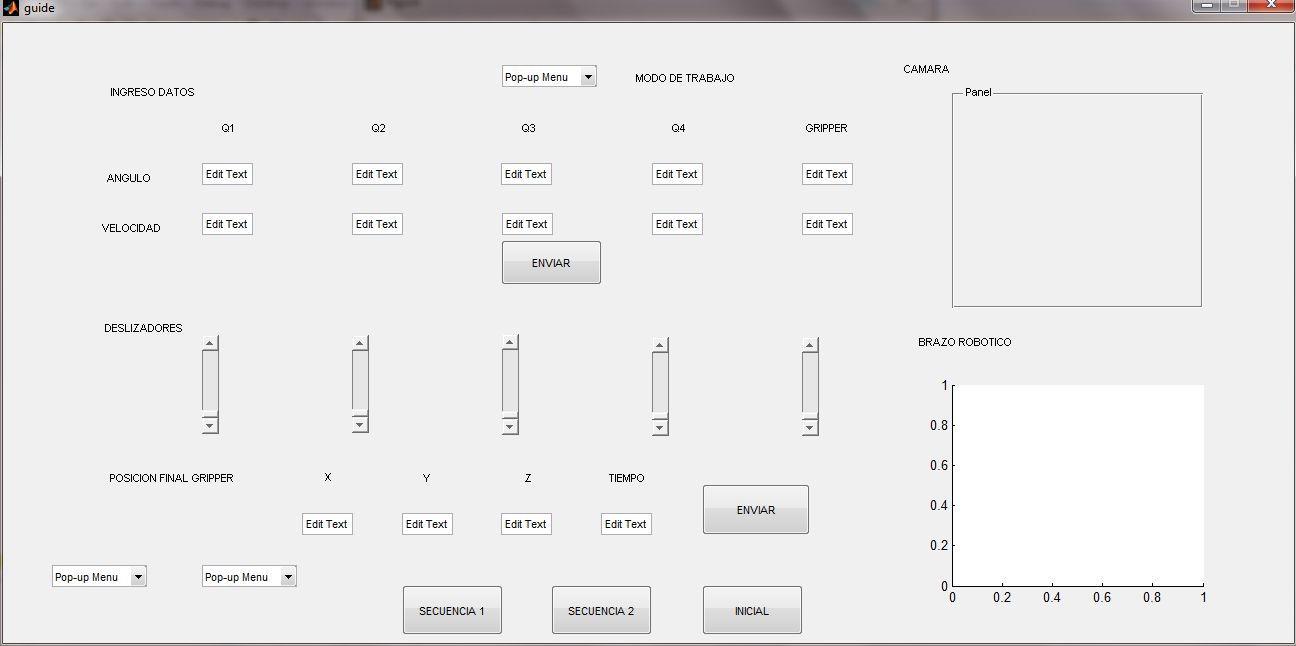 guide
Pop-up Menu MODO DE TRABAJO
CAMARA
INGRESO DATOS
Panel
Q1 Q2 Q3 Q4 GRIPPER
ANGULO Edit Text Edit Text Edit Text Edit Text Edit Text
VELOCIDAD Edit Text Edit Text Edit Text Edit Text Edit Text
ENVIAR
DESLIZADORES
BRAZO ROBOTICO
1
0.8
0.6
0.4
0.2
0
0 0.2 0.4 0.6 0.8 1
POSICION FINAL GRIPPER X Y Z TIEMPO
Edit Text Edit Text Edit Text Edit Text
ENVIAR
Pop-up Menu Pop-up Menu
SECUENCIA 1 SECUENCIA 2 INICIAL